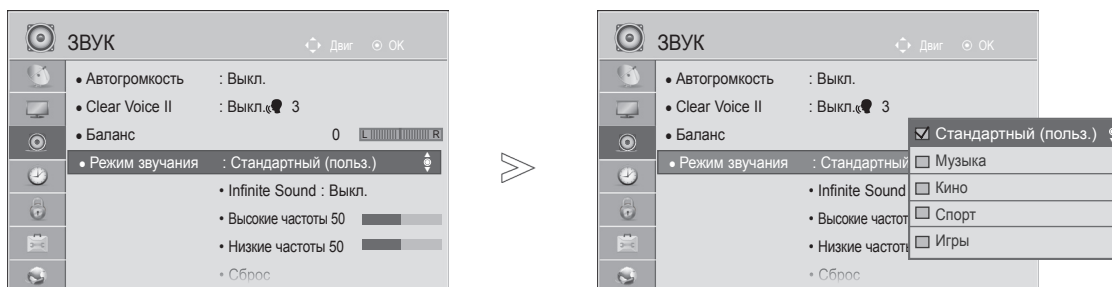 ЗВУК
Двиг ⊙ OK
• Автогромкость : Выкл.
• Clear Voice II : Выкл. 3
• Баланс 0 L R
• Режим звучания : Стандартный (польз.)
• Infinite Sound : Выкл.
• Высокие частоты 50
• Низкие частоты 50
• Сброс
ЗВУК
Двиг ⊙ OK
• Автогромкость : Выкл.
• Clear Voice II : Выкл. 3
• Баланс
• Режим звучания : Стандартный
• Infinite Sound
• Высокие частот
• Низкие частоты
• Сброс
Стандартный (польз.)
Музыка
Кино
Спорт
Игры